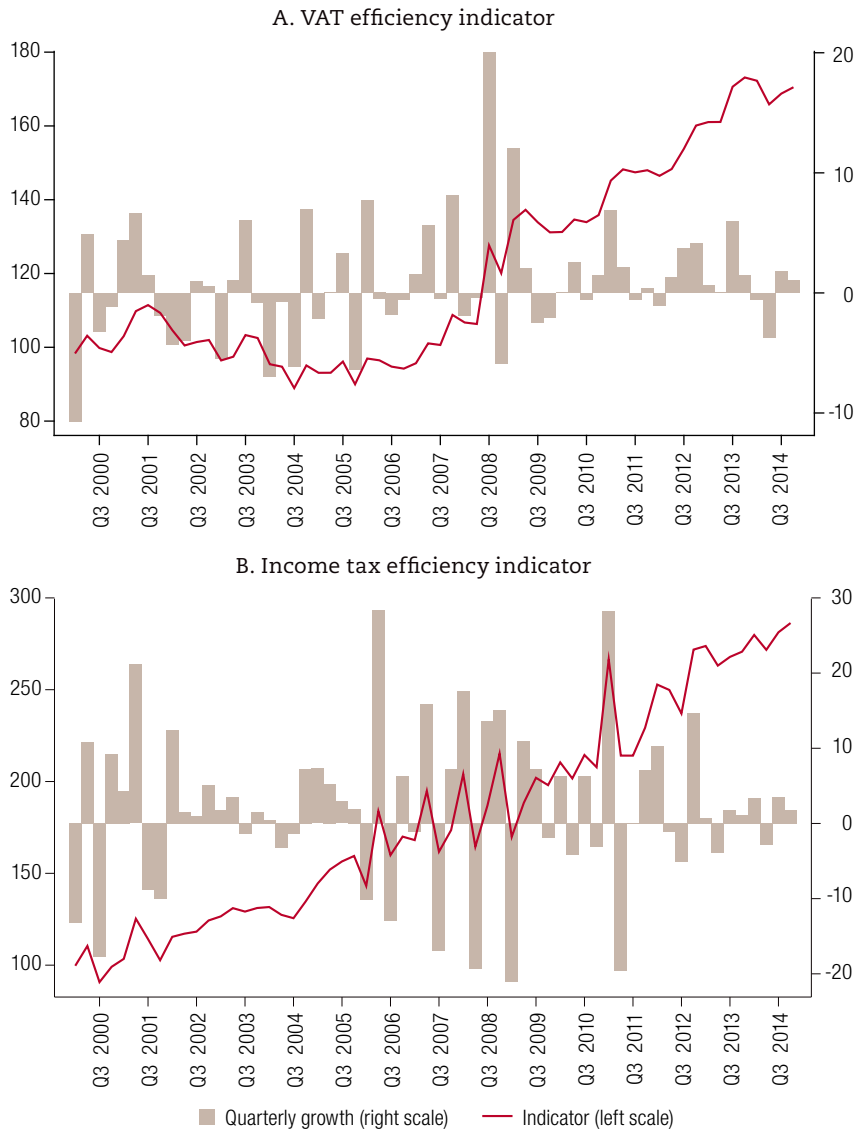 A. VAT efficiency indicator
180
160
140
120
100
80
20
10
0
-10
Q3 2000
Q3 2001
Q3 2002
Q3 2003
Q3 2004
Q3 2005
Q3 2006
Q3 2007
Q3 2008
Q3 2009
Q3 2010
Q3 2011
Q3 2012
Q3 2013
Q3 2014
B. Income tax efficiency indicator
300
250
200
150
100
30
20
10
0
-10
-20
Q3 2000
Q3 2001
Q3 2002
Q3 2003
Q3 2004
Q3 2005
Q3 2006
Q3 2007
Q3 2008
Q3 2009
Q3 2010
Q3 2011
Q3 2012
Q3 2013
Q3 2014
Quarterly growth (right scale)
Indicator (left scale)